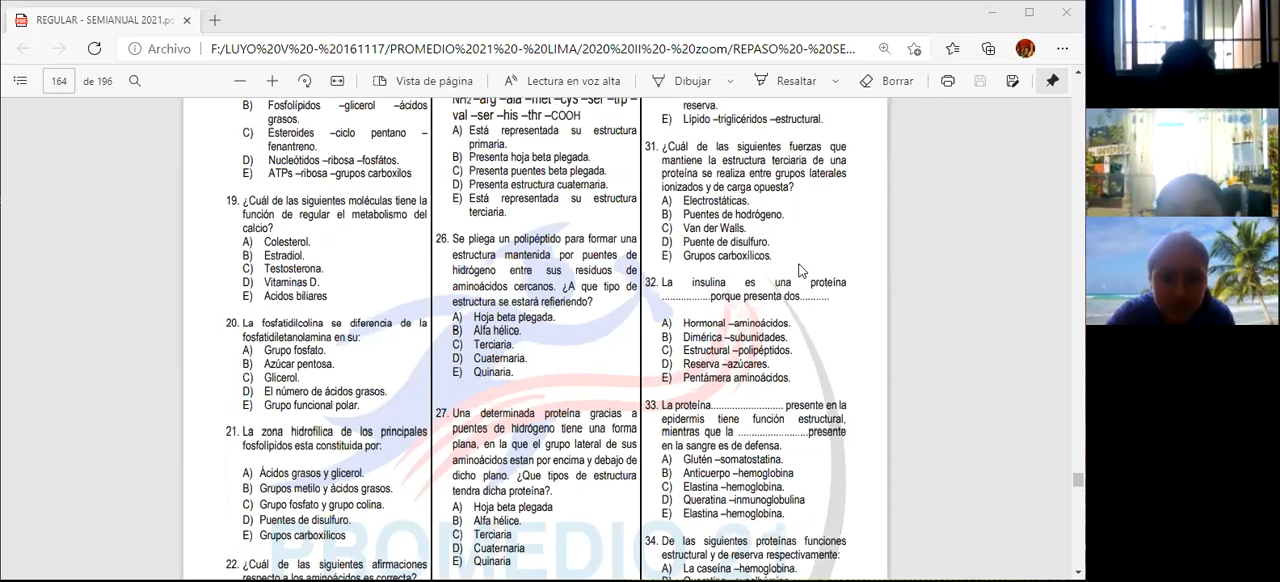 REGULAR - SEMIANUAL 2021.pd
Archivo
F:/LUYO%20V%20-%20161117/PROMEDIO%2021%20-%20LIMA/2020%20II%20-%20zoom/REPASO%20-%20SE...
164 de 196
Vista de página
Lectura en voz alta
Dibujar
Resaltar
Borrar
B) Fosfolípidos –glicerol –ácidos
grasos.
C) Esteroides –ciclo pentano –
fenantreno.
D) Nucleótidos –ribosa –fosfátos.
E) ATPs –ribosa –grupos carboxilos
19. ¿Cuál de las siguientes moléculas tiene la
función de regular el metabolismo del
calcio?
A) Colesterol.
B) Estradiol.
C) Testosterona.
D) Vitaminas D.
E) Acidos biliares
20. La fosfatidilcolina se diferencia de la
fosfatidiletanolamina en su:
A) Grupo fosfato.
B) Azúcar pentosa.
C) Glicerol.
D) El número de ácidos grasos.
E) Grupo funcional polar.
21. La zona hidrofílica de los principales
fosfolípidos esta constituida por:
A) Ácidos grasos y glicerol.
B) Grupos metilo y ácidos grasos.
C) Grupo fosfato y grupo colina.
D) Puentes de disulfuro.
E) Grupos carboxílicos
22. ¿Cuál de las siguientes afirmaciones
respecto a los aminoácidos es correcta?
NH2 –arg –ala –met –cys –ser –trp –
val –ser –his –thr –COOH
A) Está representada su estructura
primaria.
B) Presenta hoja beta plegada.
C) Presenta puentes beta plegada.
D) Presenta estructura cuaternaria.
E) Está representada su estructura
terciaria.
26. Se pliega un polipéptido para formar una
estructura mantenida por puentes de
hidrógeno entre sus residuos de
aminoácidos cercanos. ¿A que tipo de
estructura se estará refiriendo?
A) Hoja beta plegada.
B) Alfa hélice.
C) Terciaria.
D) Cuaternaria.
E) Quinaria.
27. Una determinada proteína gracias a
puentes de hidrógeno tiene una forma
plana, en la que el grupo lateral de sus
aminoácidos estan por encima y debajo de
dicho plano. ¿Que tipos de estructura
tendra dicha proteína?.
A) Hoja beta plegada
B) Alfa hélice.
C) Terciaria
D) Cuaternaria
E) Quinaria
reserva.
E) Lípido –triglicéridos –estructural.
31. ¿Cuál de las siguientes fuerzas que
mantiene la estructura terciaria de una
proteína se realiza entre grupos laterales
ionizados y de carga opuesta?
A) Electrostáticas.
B) Puentes de hodrógeno.
C) Van der Walls.
D) Puente de disulfuro.
E) Grupos carboxílicos.
32. La insulina es una proteína
..................porque presenta dos...........
A) Hormonal –aminoácidos.
B) Dimérica –subunidades.
C) Estructural –polipéptidos.
D) Reserva –azúcares.
E) Pentámera aminoácidos.
33. La proteína........................... presente en la
epidermis tiene función estructural,
mientras que la ...........................presente
en la sangre es de defensa.
A) Glutén –somatostatina.
B) Anticuerpo –hemoglobina
C) Elastina –hemoglobina.
D) Queratina –inmunoglobulina
E) Elastina –hemoglobina.
34. De las siguientes proteínas funciones
estructural y de reserva respectivamente:
A) La caseína –hemoglobina.
PROMEDIO 21